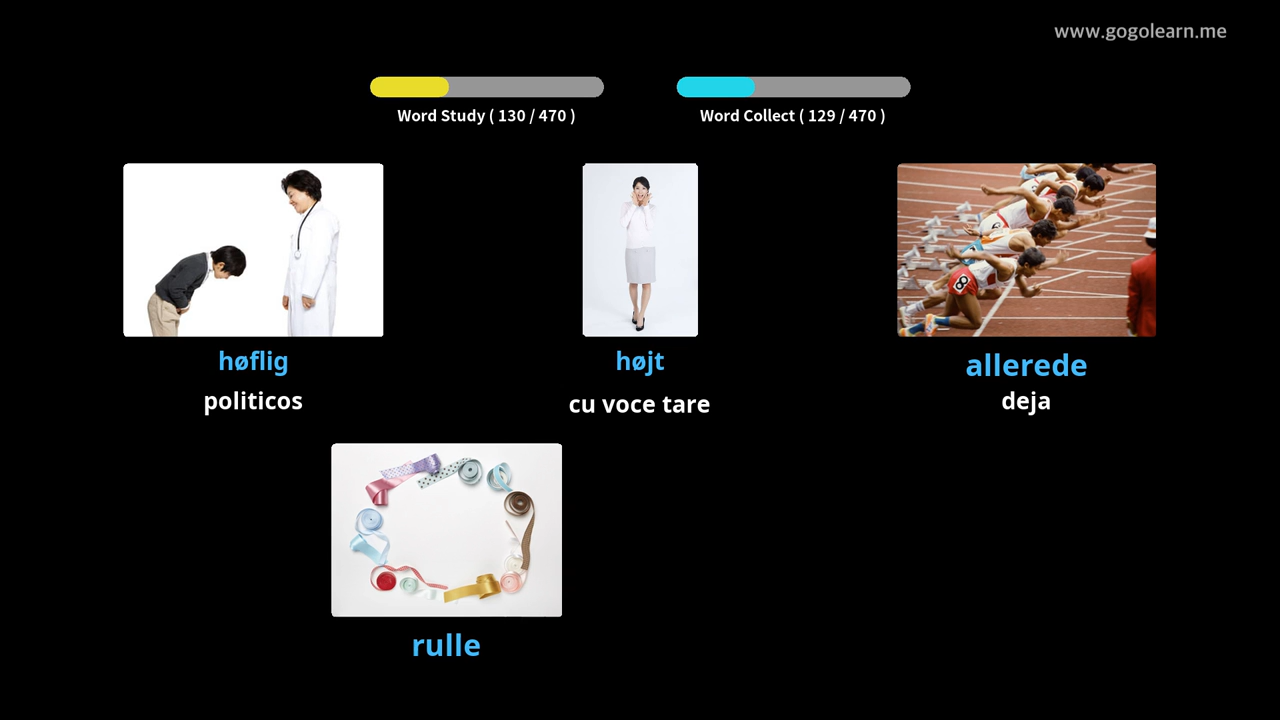 www.gogolearn.me
Word Study ( 130 / 470 )
Word Collect ( 129 / 470 )
høflig
højt
allerede
politicos
cu voce tare
deja
8
rulle